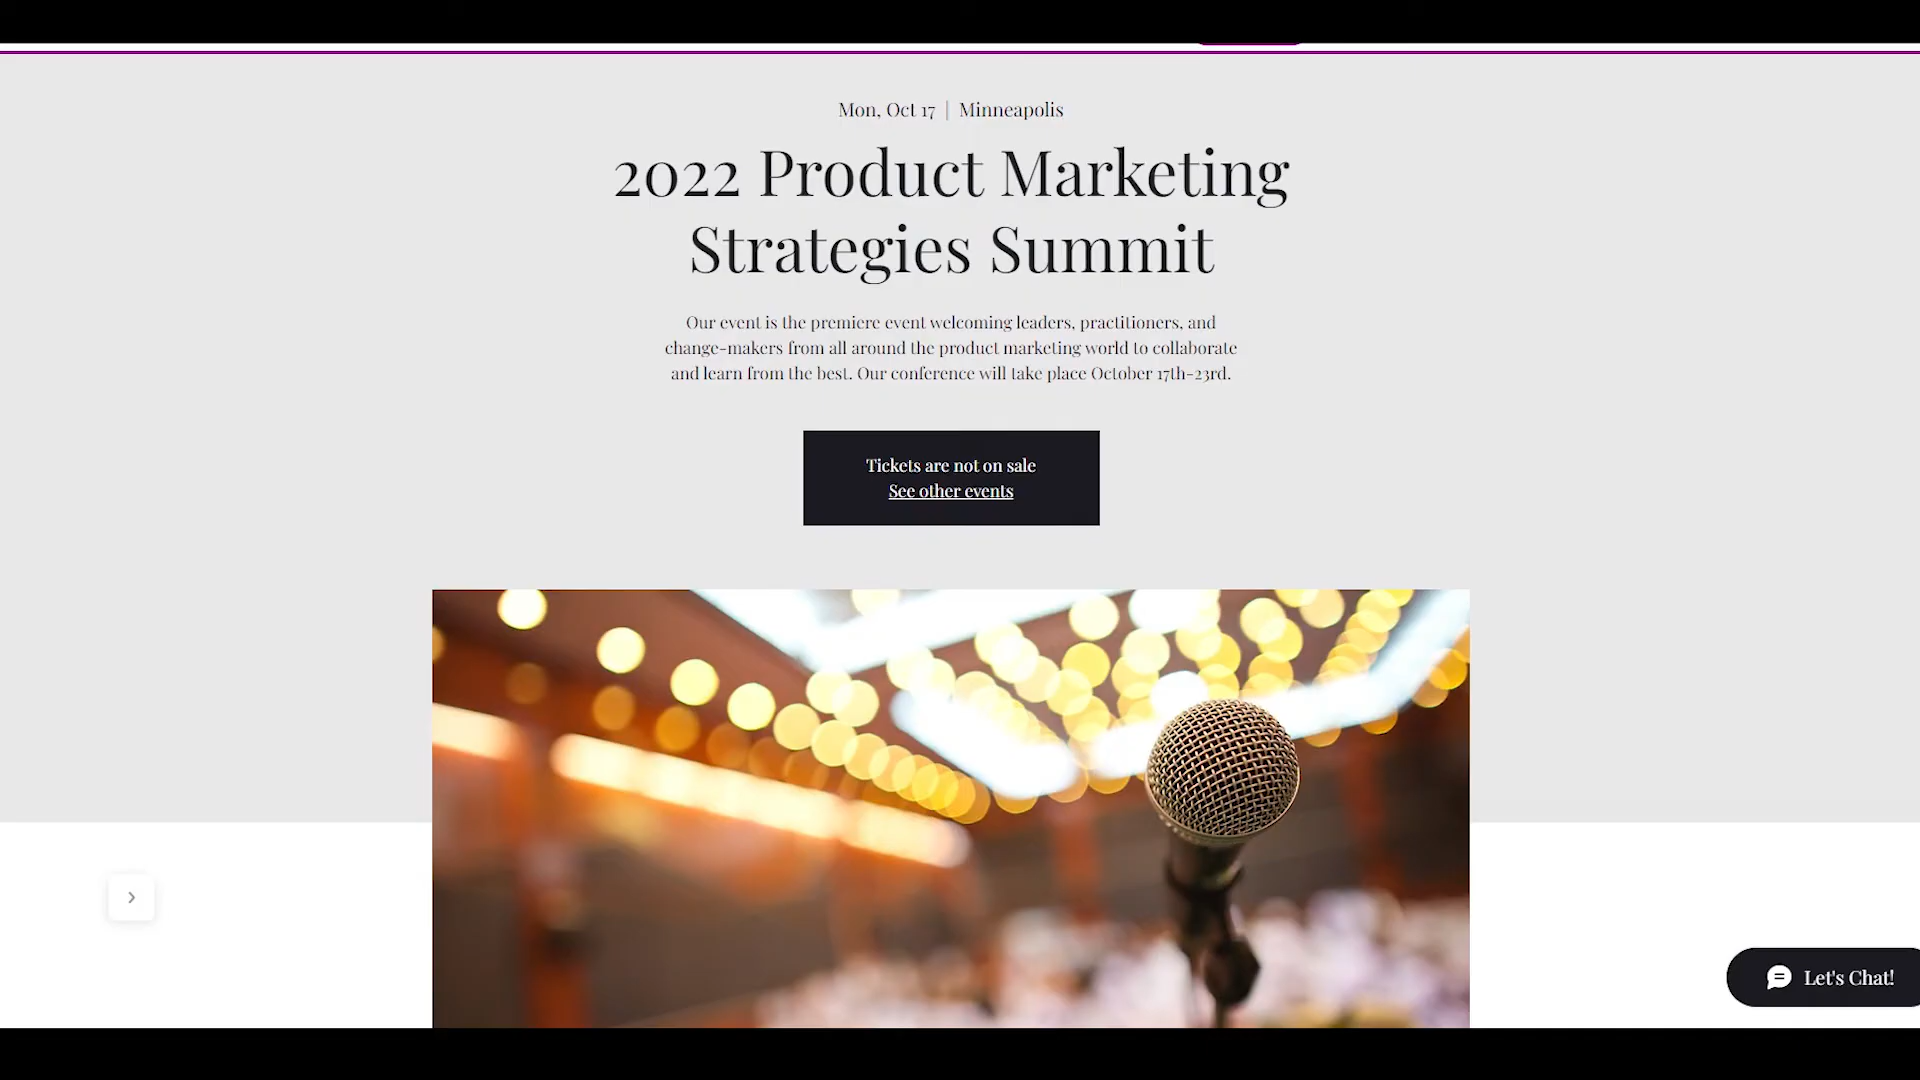 Mon, Oct 17 | Minneapolis
2022 Product Marketing
Strategies Summit
Our event is the premiere event welcoming leaders, practitioners, and
change-makers from all around the product marketing world to collaborate
and learn from the best. Our conference will take place October 17th-23rd.
Tickets are not on sale
See other events
Let's Chat!